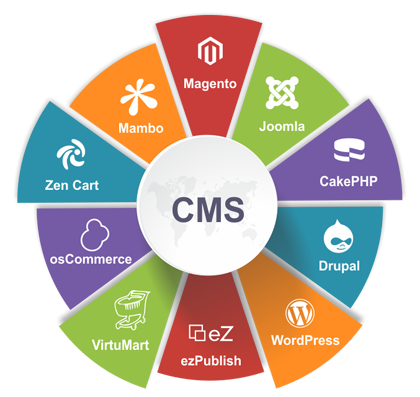 Magento
Joomla
CakePHP
Drupal
WordPress
eZ
ezPublish
VirtuMart
osCommerce
Zen Cart
Mambo
CMS